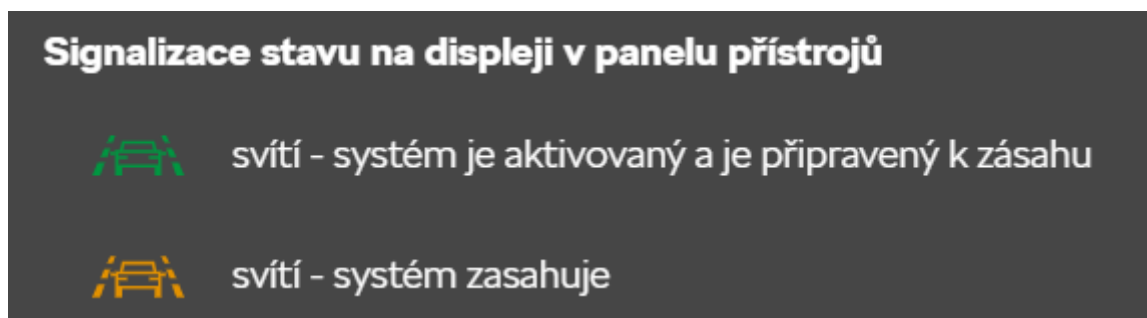 Signalizace stavu na displeji v panelu přístrojů
svítí - systém je aktivovaný a je připravený k zásahu
svítí - systém zasahuje